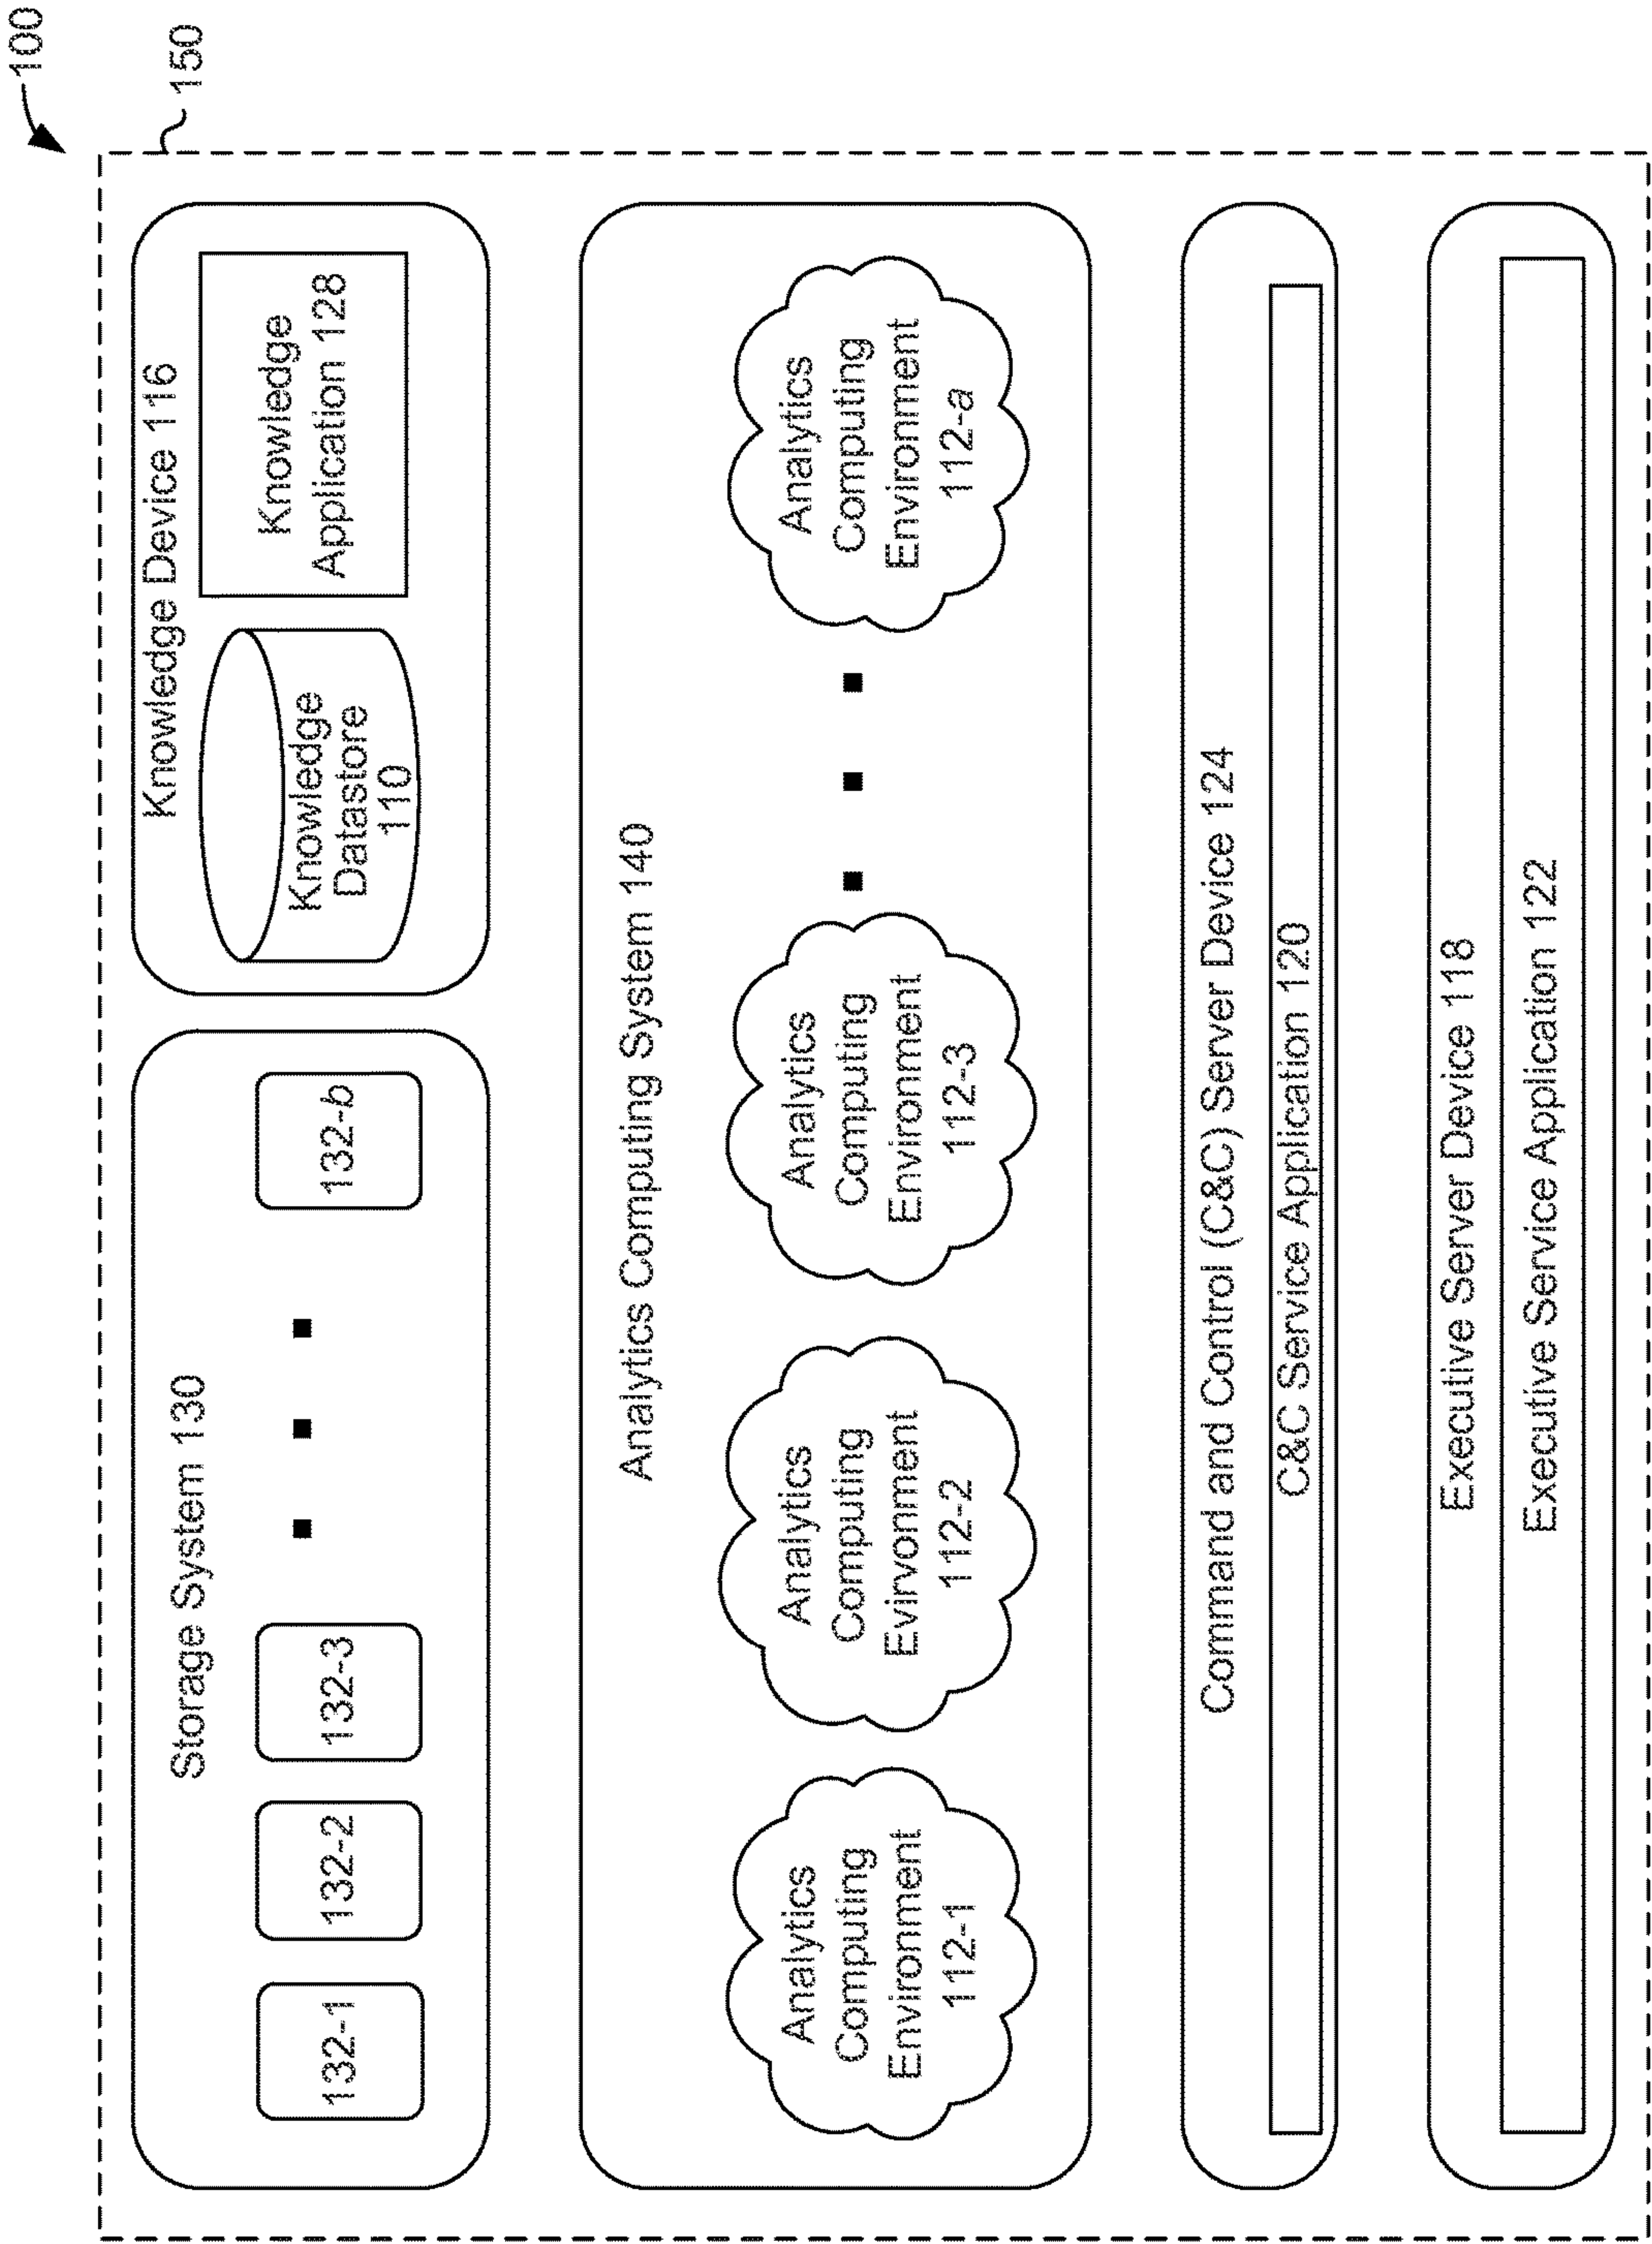 100
150
Storage System 130
132-1
132-2
132-3
132-b
Knowledge Device 116
Knowledge
Datastore
110
Knowledge
Application 128
Analytics Computing System 140
Analytics
Computing
Environment
112-1
Analytics
Computing
Evirvonment
112-2
Analytics
Computing
Environment
112-3
Analytics
Computing
Environment
112-a
Command and Control (C&C) Server Device 124
C&C Service Application 120
Executive Server Device 118
Executive Service Application 122